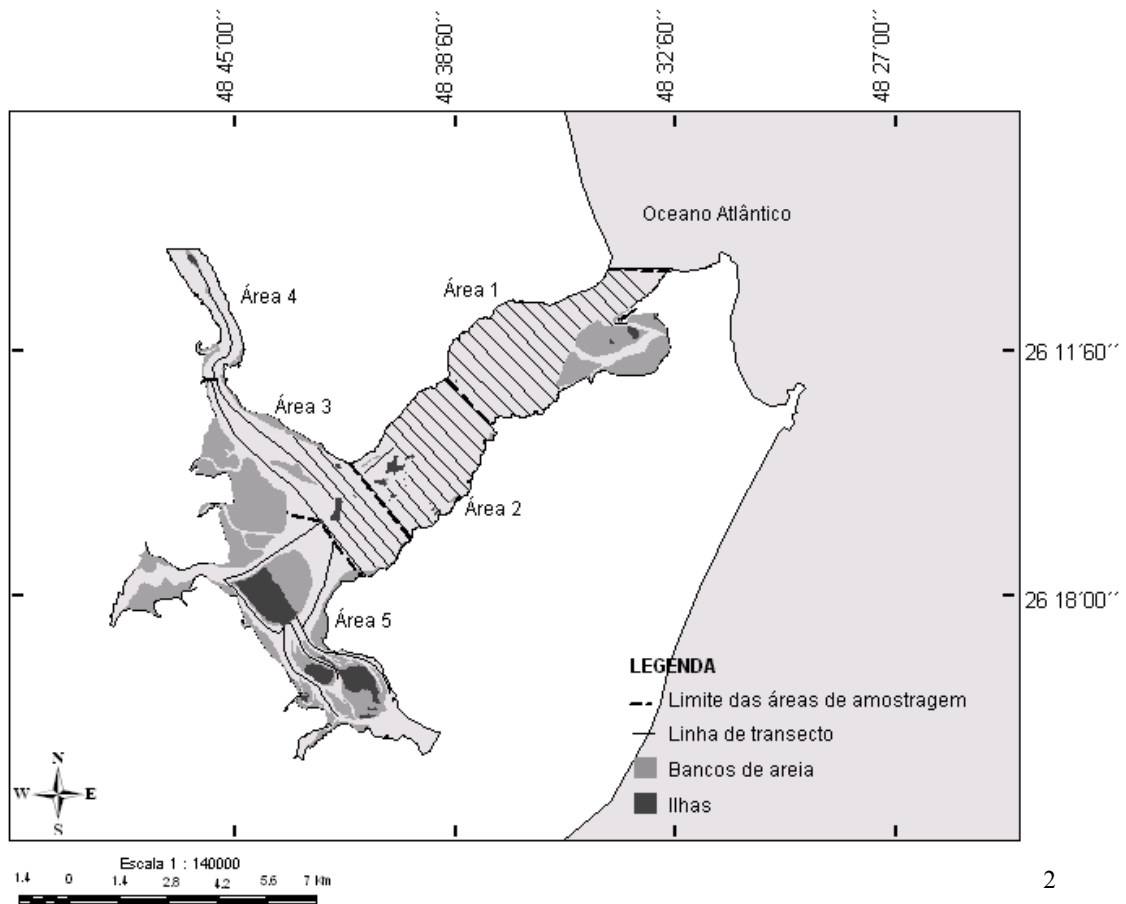 48 45´00´´
48 38´60´´
48 32´60´´
48 27´00´´
Oceano Atlântico
Área 4
Área 1
26 11´60´´
Área 3
Área 2
26 18´00´´
Área 5
LEGENDA
Limite das áreas de amostragem
Linha de transecto
Bancos de areia
Ilhas
N
W E
S
Escala 1 : 140000
1.4 0 1.4 2.8 4.2 5.6 7 km
2